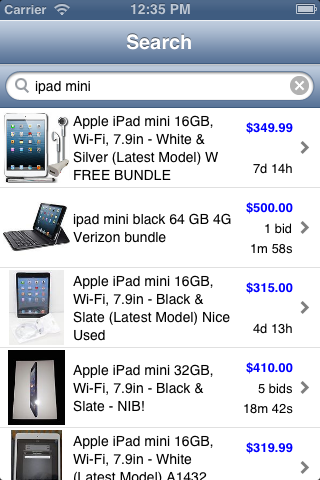 Carrier 12:35 PM
Search
ipad mini
Apple iPad mini 16GB,
Wi-Fi, 7.9in - White &
Silver (Latest Model) W
FREE BUNDLE
$349.99
7d 14h
ipad mini black 64 GB 4G
Verizon bundle
$500.00
1 bid
1m 58s
Apple iPad mini 16GB,
Wi-Fi, 7.9in - Black &
Slate (Latest Model) Nice
Used
$315.00
4d 13h
Apple iPad mini 32GB,
Wi-Fi, 7.9in - Black &
Slate - NIB!
$410.00
5 bids
18m 42s
Apple iPad mini 16GB,
Wi-Fi, 7.9in - White
(Latest Model) A1432
$319.99